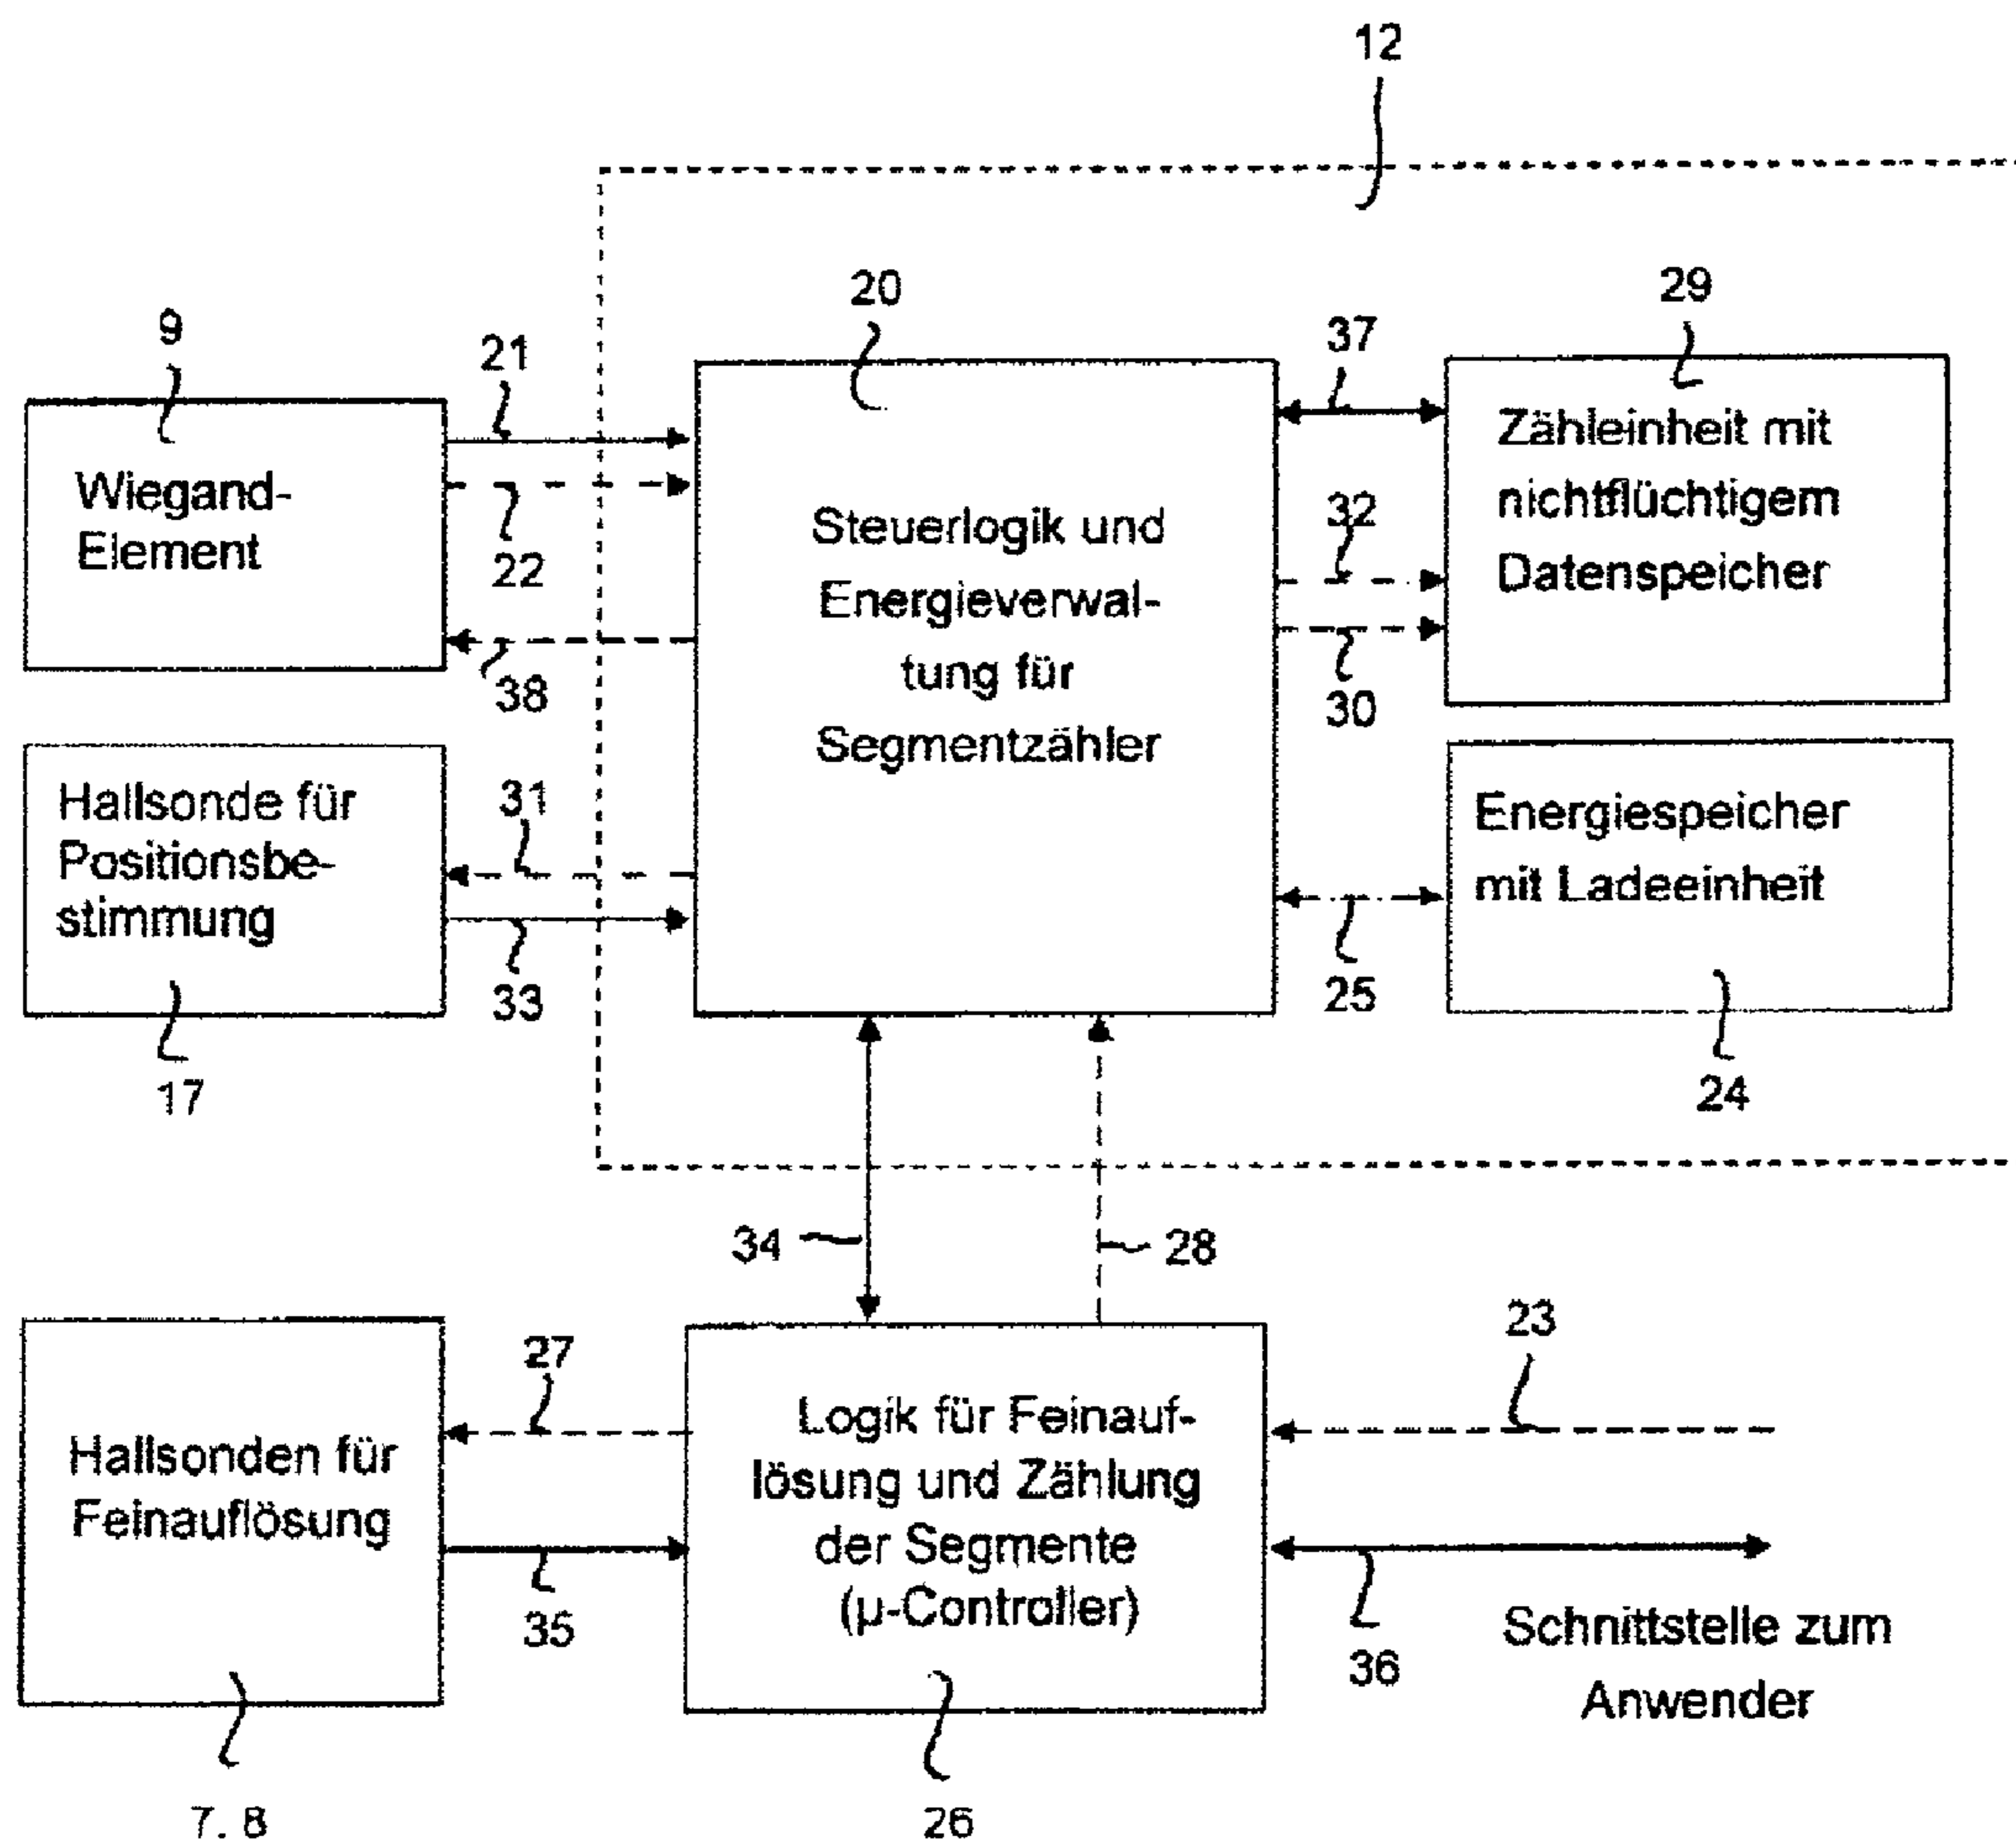 12
20
29
9
21
37
Wiegand-
Element
22
38
Steuerlogik und
Energieverwal-
tung für
Segmentzähler
32
30
Zähleinheit mit
nichtflüchtigem
Datenspeicher
Hallsonde für
Positionsbe-
stimmung
31
33
17
25
Energiespeicher
mit Ladeeinheit
24
34
28
23
27
Hallsonden für
Feinauflösung
35
7. 8
Logik für Feinauf-
lösung und Zählung
der Segmente
(µ-Controller)
26
36
Schnittstelle zum
Anwender